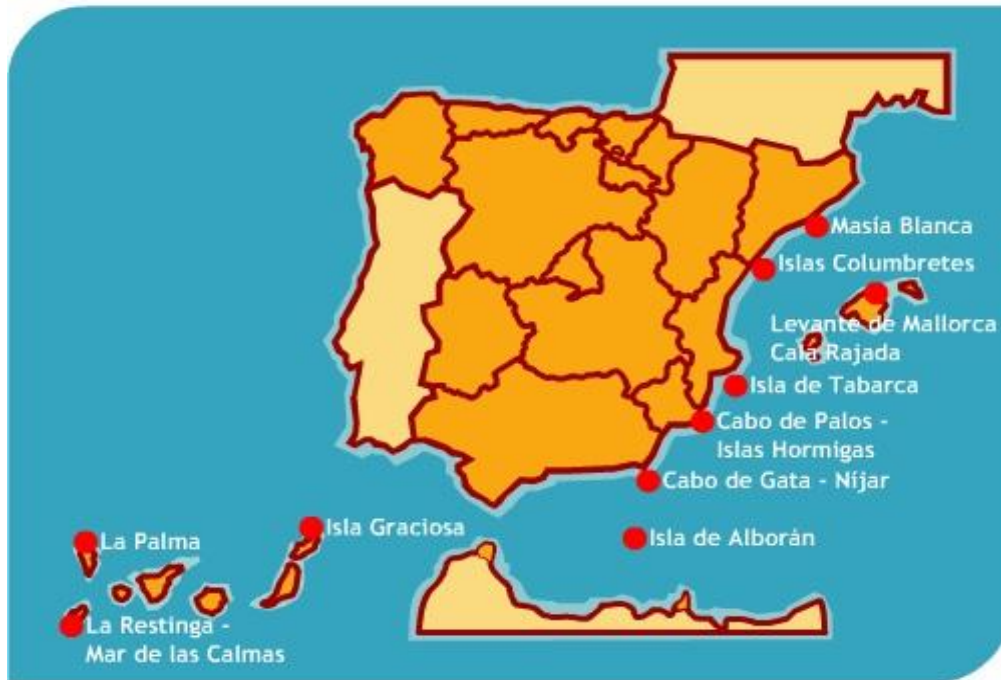 Masía Blanca
Islas Columbretes
Levante de Mallorca
Cala Rajada
Isla de Tabarca
Cabo de Palos -
Islas Hormigas
Cabo de Gata - Níjar
Isla Graciosa
Isla de Alborán
La Palma
La Restinga -
Mar de las Calmas